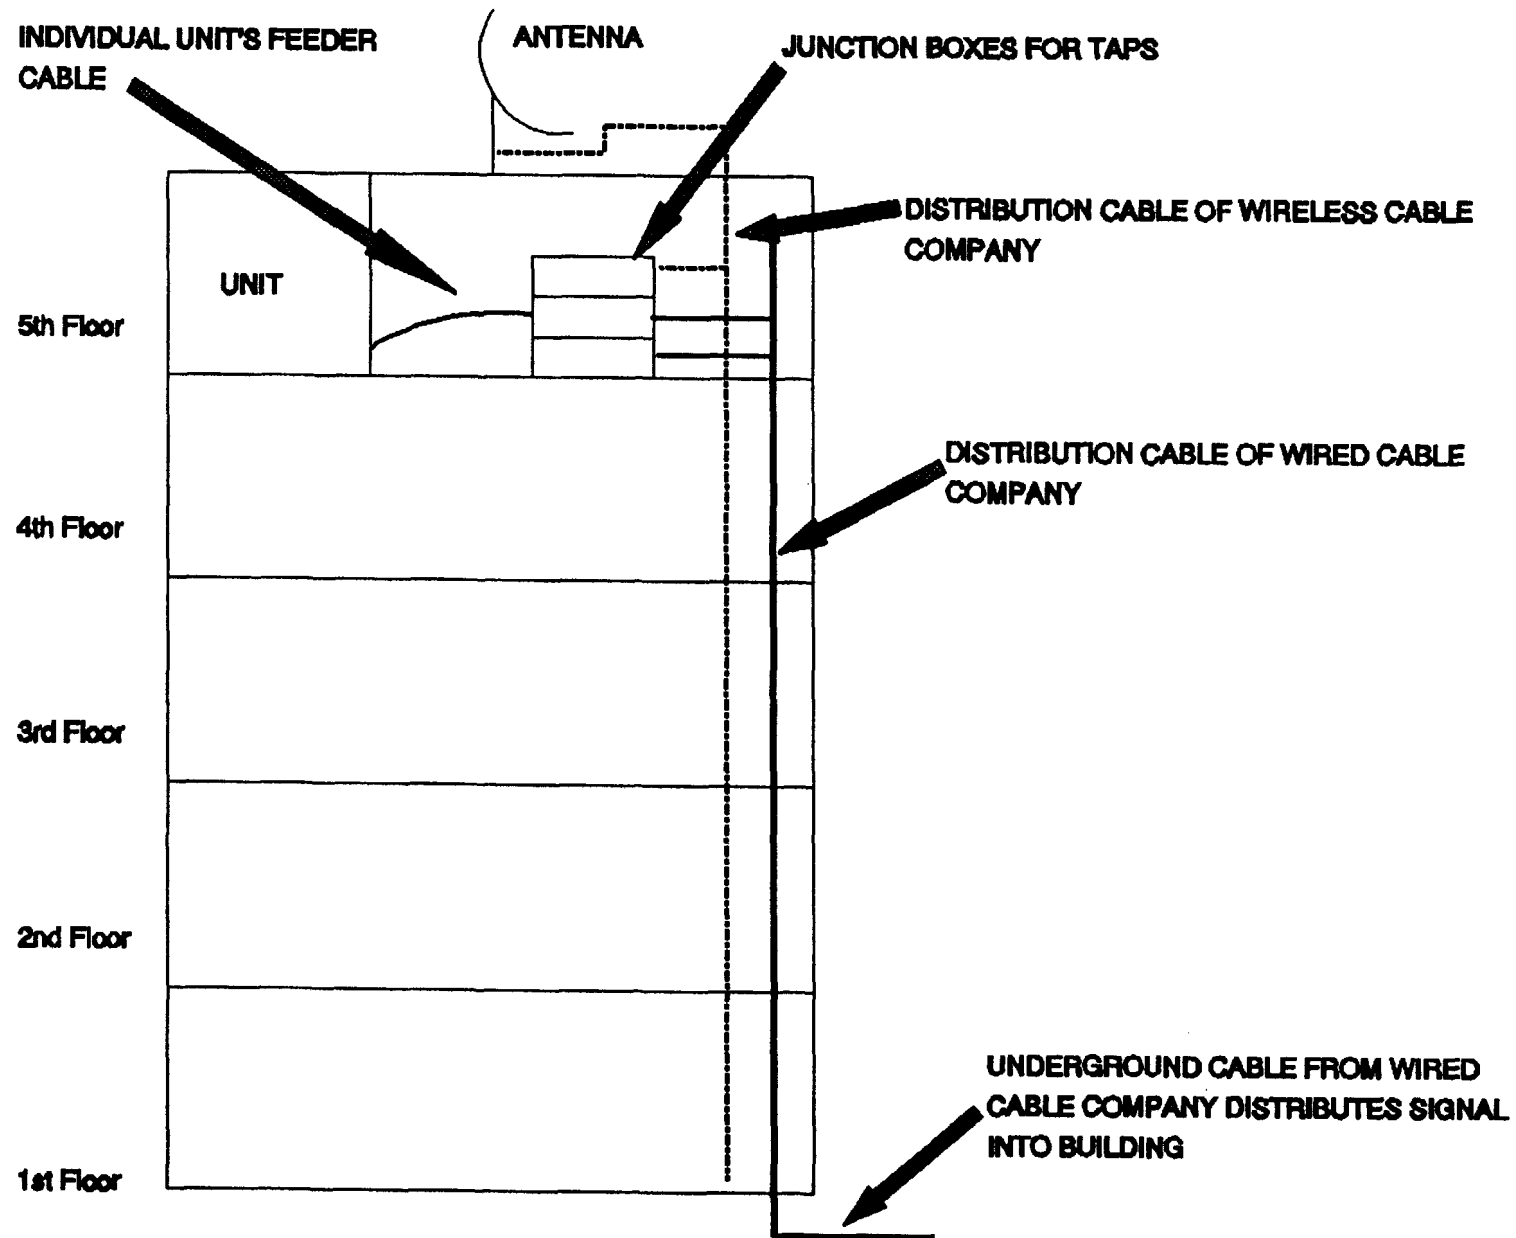 INDIVIDUAL UNIT'S FEEDER
CABLE
ANTENNA
JUNCTION BOXES FOR TAPS
DISTRIBUTION CABLE OF WIRELESS CABLE
COMPANY
UNIT
5th Floor
DISTRIBUTION CABLE OF WIRED CABLE
COMPANY
4th Floor
3rd Floor
2nd Floor
UNDERGROUND CABLE FROM WIRED
CABLE COMPANY DISTRIBUTES SIGNAL
INTO BUILDING
1st Floor